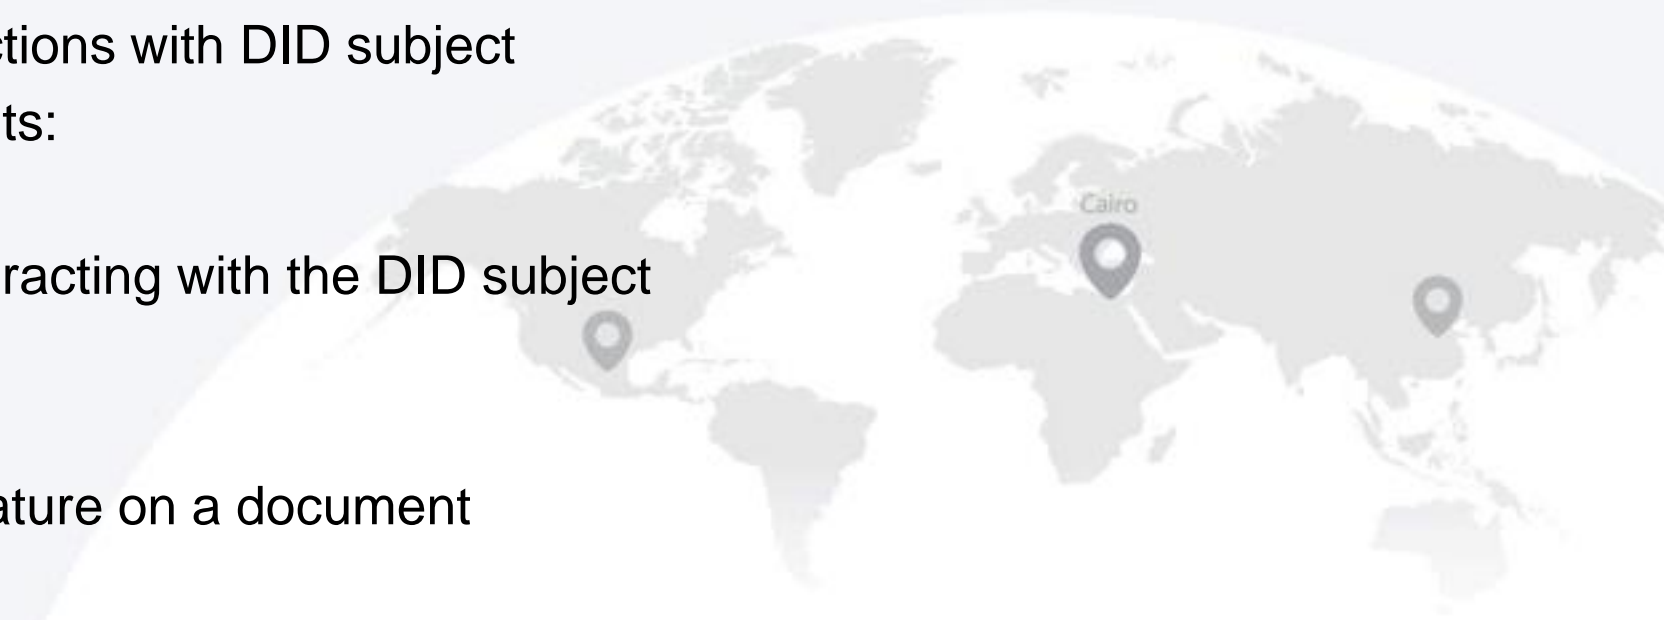 ctions with DID subject
ts:
Cairo
racting with the DID subject
ature on a document